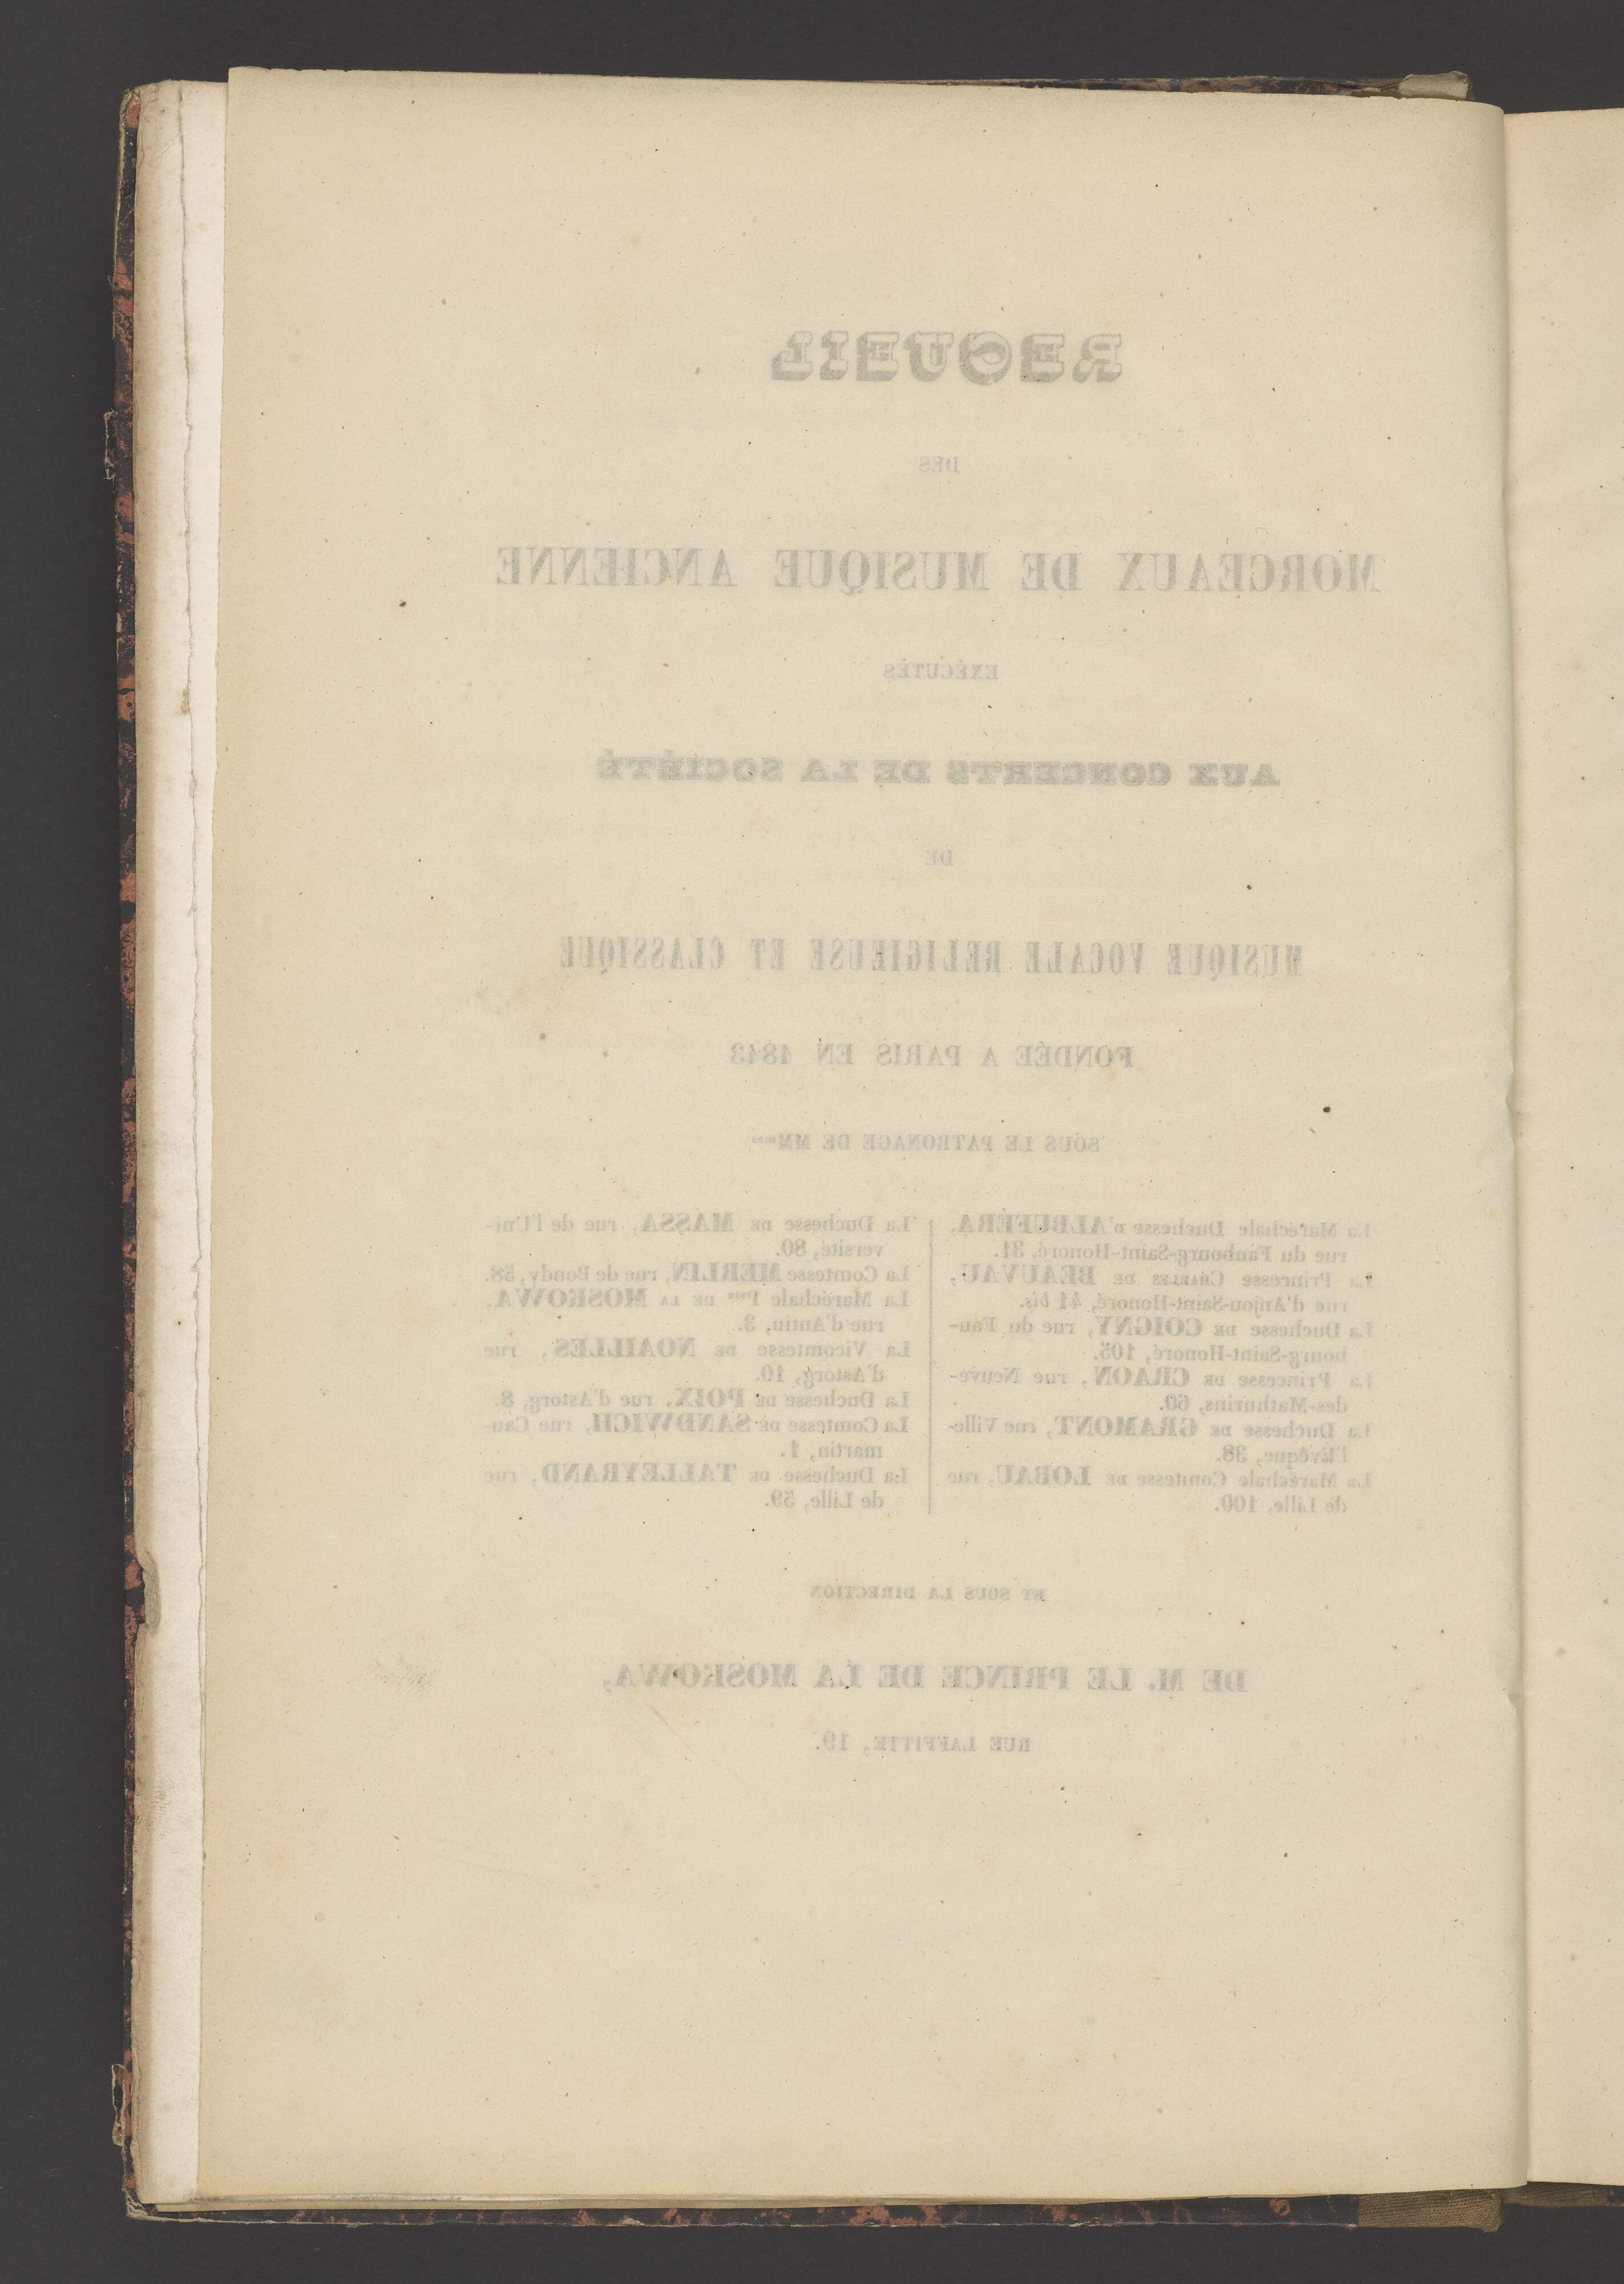 RECUEIL
DES
MORCEAUX DE MUSIQUE ANCIENNE
EXÉCUTÉS
AUX CONCERTS DE LA SOCIÉTÉ
DE
MUSIQUE VOCALE RELIGIEUSE ET CLASSIQUE
FONDÉE A PARIS EN 1843
SOUS LE PATRONAGE DE MMmes
La Maréchale Duchesse D'ALBUFÉRA,
rue du Faubourg-Saint-Honoré, 31.
La Princesse CHARLES DE BEAUVAU,
rue d'Anjou-Saint-Honoré, 41 bis.
La Duchesse DE COIGNY, rue du Fau-
bourg-Saint-Honoré, 105.
La Princesse DE CRAON, rue Neuve-
des-Mathurins, 60.
La Duchesse DE GRAMONT, rue Ville-
l'Évêque, 38.
La Maréchale Comtesse DE LOBAU, rue
de Lille, 100.
La Duchesse DE MASSA, rue de l'Uni-
versité, 80.
La Comtesse MERLIN, rue de Bondy, 58.
La Maréchale Psse DE LA MOSKOWA,
rue d'Antin, 3.
La Vicomtesse DE NOAILLES, rue
d'Astorg, 10.
La Duchesse DE POIX, rue d'Astorg, 8.
La Comtesse DE SANDWICH, rue Cau-
martin, 1.
La Duchesse DE TALLEYRAND, rue
de Lille, 59.
ET SOUS LA DIRECTION
DE M. LE PRINCE DE LA MOSKOWA,
RUE LAFFITTE, 19.